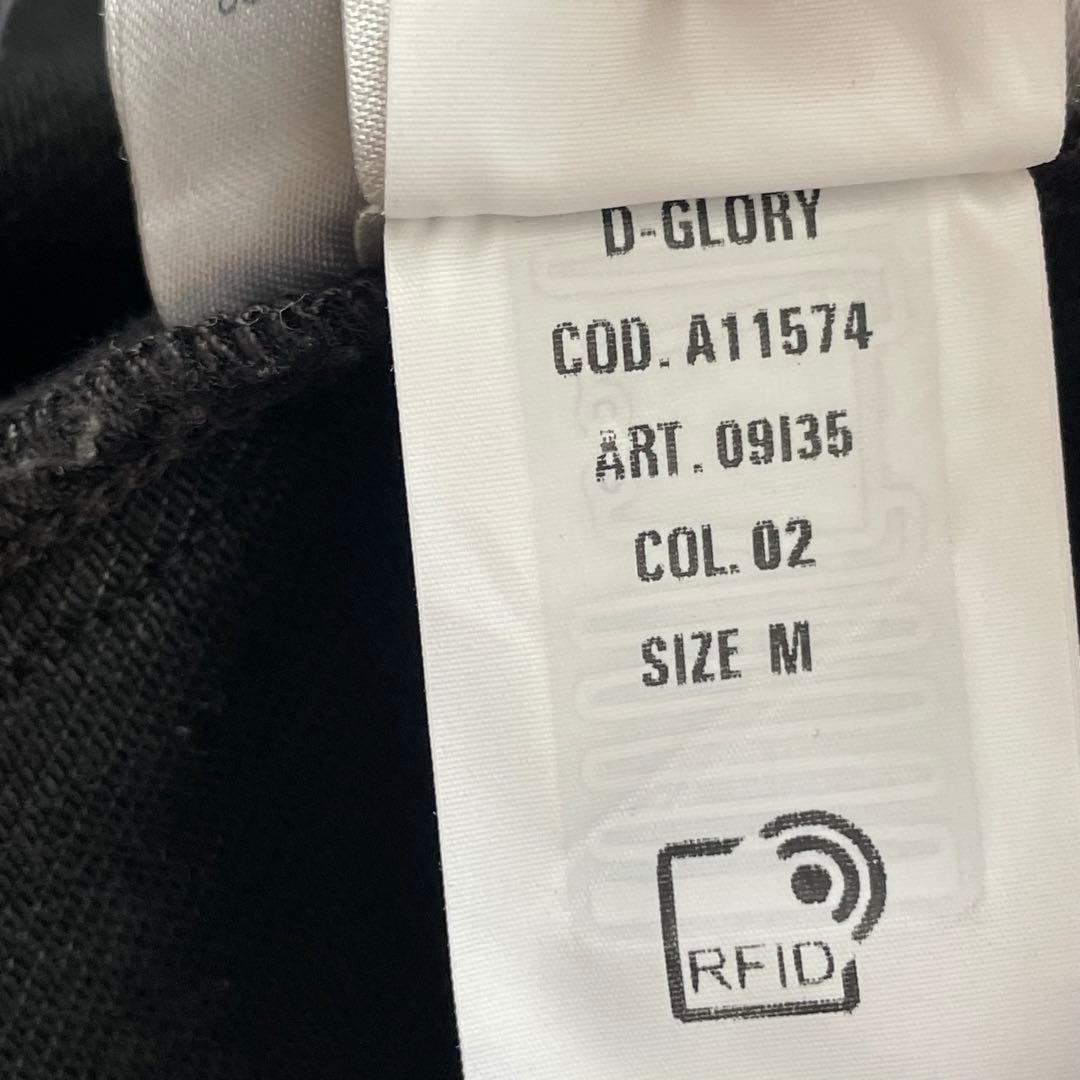 D-GLORY
COD. A11574
ART. 09I35
COL. 02
SIZE M
RFID